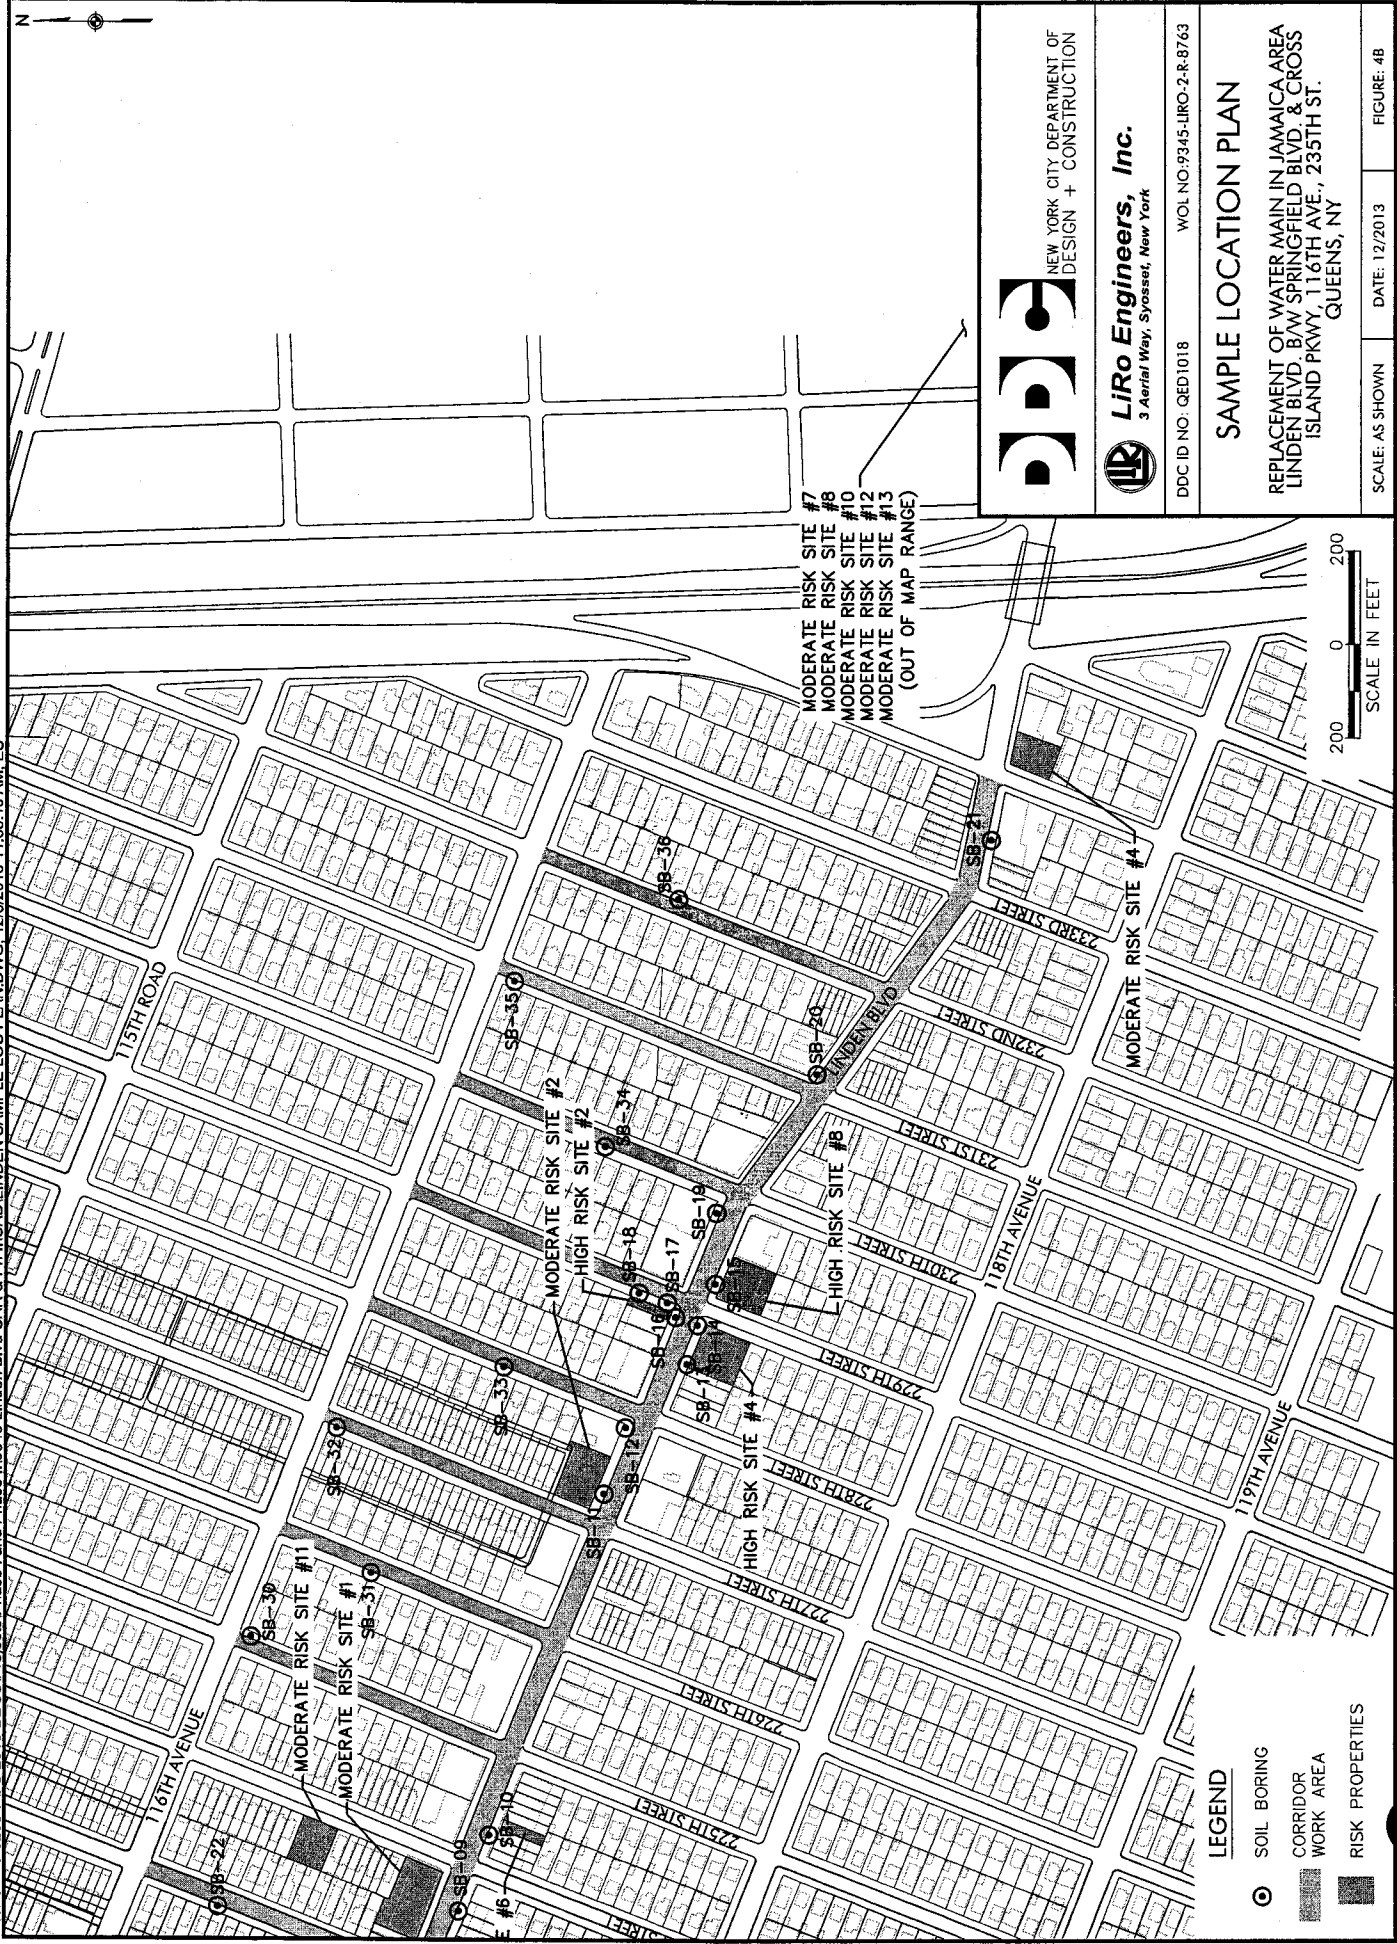 N
115TH ROAD
116TH AVENUE
SB-36
SB-35
SB-34
MODERATE RISK SITE #2
HIGH RISK SITE #2
SB-33
SB-32
SB-31
SB-30
MODERATE RISK SITE #11
MODERATE RISK SITE #1
SB-22
SB-09
SB-10
E #6
SB-11
SB-12
SB-14
SB-15
SB-16
SB-17
SB-18
SB-19
SB-20
SB-21
LINDEN BLVD
HIGH RISK SITE #4
HIGH RISK SITE #8
MODERATE RISK SITE #4
MODERATE RISK SITE #7
MODERATE RISK SITE #8
MODERATE RISK SITE #10
MODERATE RISK SITE #12
MODERATE RISK SITE #13
(OUT OF MAP RANGE)
STREET
225TH STREET
226TH STREET
227TH STREET
228TH STREET
229TH STREET
230TH STREET
231ST STREET
232ND STREET
233RD STREET
118TH AVENUE
119TH AVENUE
LEGEND
SOIL BORING
CORRIDOR
WORK AREA
RISK PROPERTIES
200 0 200
SCALE IN FEET
DDC
NEW YORK CITY DEPARTMENT OF
DESIGN + CONSTRUCTION
LiRo Engineers, Inc.
3 Aerial Way, Syosset, New York
DDC ID NO: QED1018 WOL NO:9345-LIRO-2-R-8763
SAMPLE LOCATION PLAN
REPLACEMENT OF WATER MAIN IN JAMAICA AREA
LINDEN BLVD. B/W SPRINGFIELD BLVD. & CROSS
ISLAND PKWY, 116TH AVE., 235TH ST.
QUEENS, NY
SCALE: AS SHOWN DATE: 12/2013 FIGURE: 4B